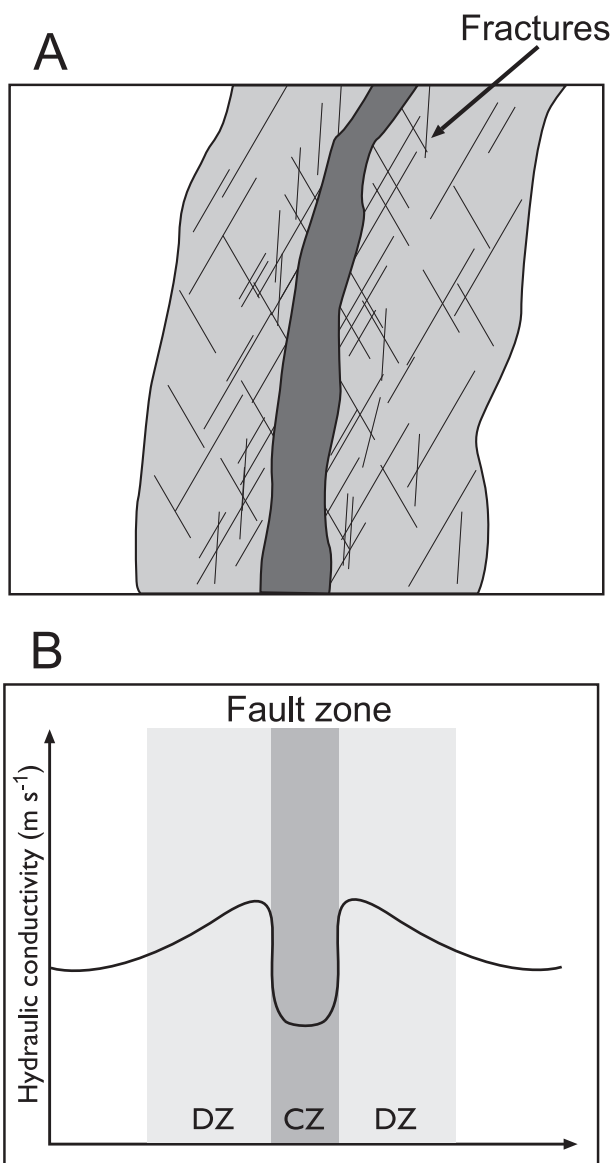 A
Fractures
B
Fault zone
Hydraulic conductivity (m s⁻¹)
DZ CZ DZ